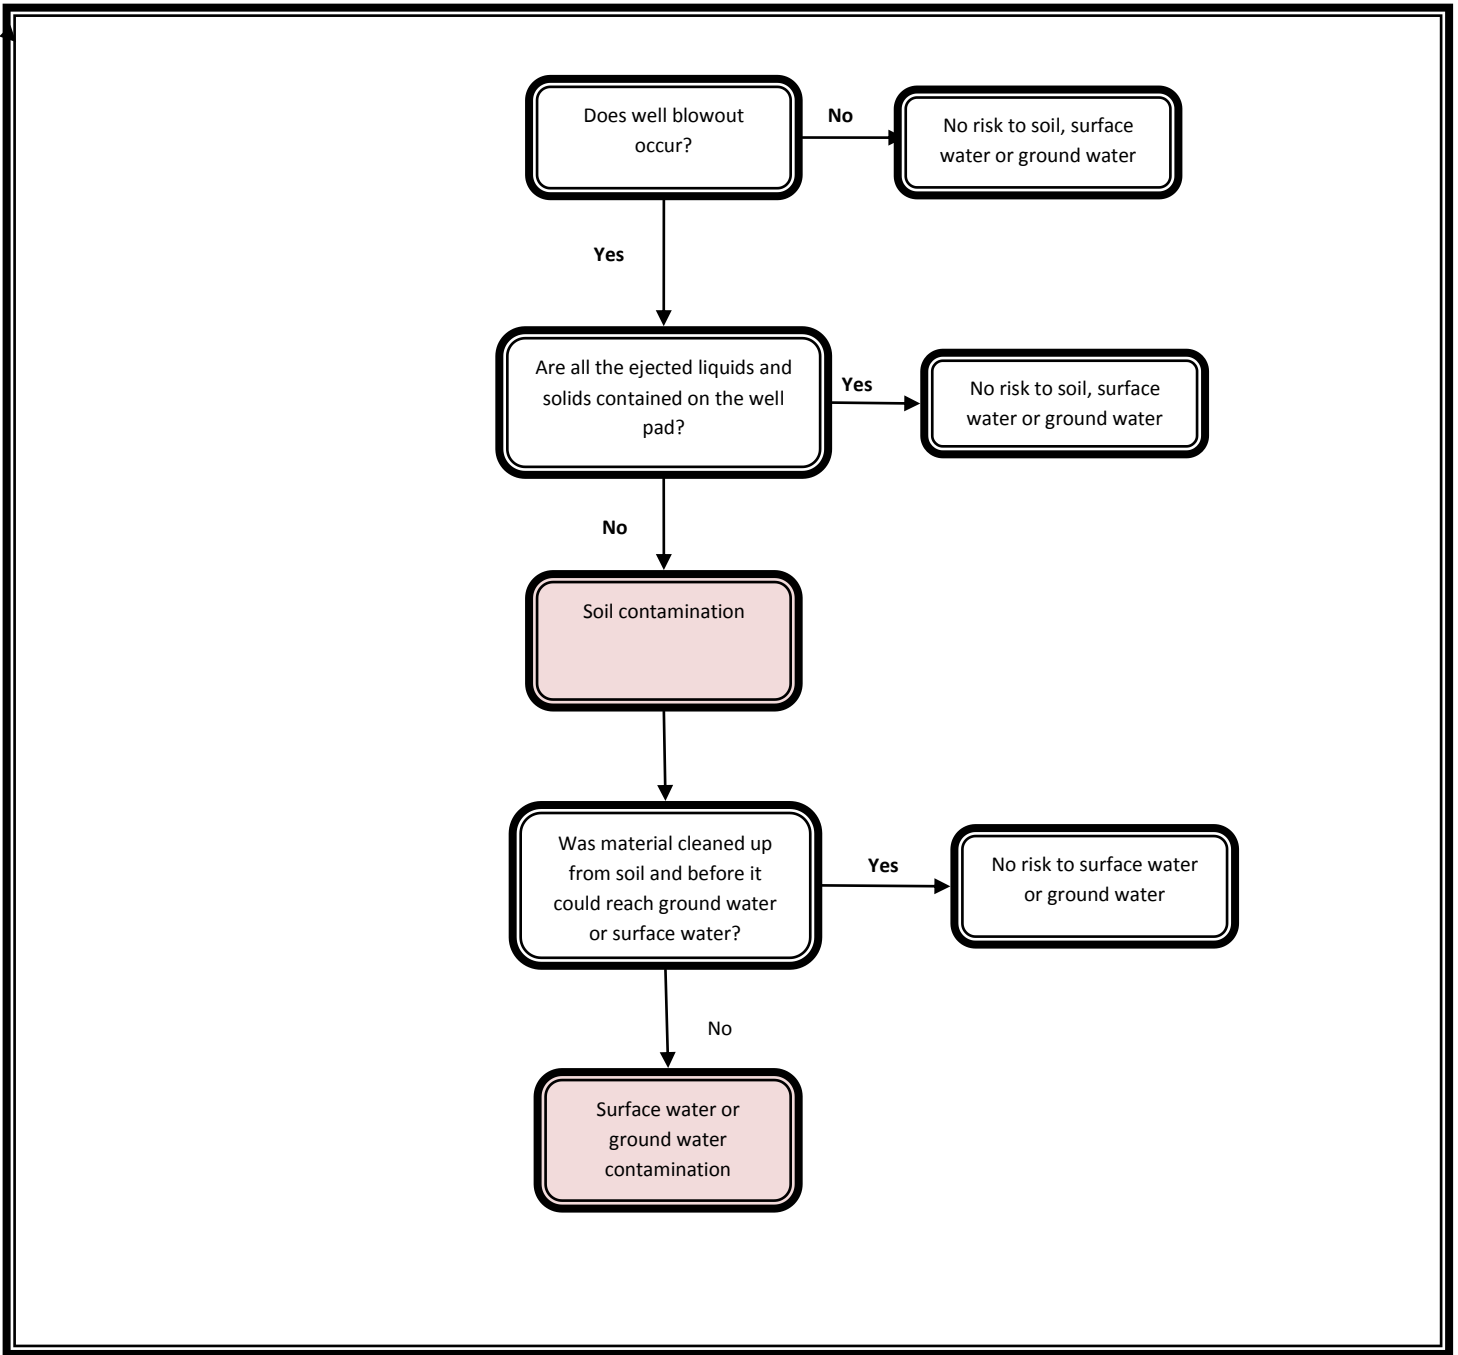 Does well blowout
occur?
No
No risk to soil, surface
water or ground water
Yes
Are all the ejected liquids and
solids contained on the well
pad?
Yes
No risk to soil, surface
water or ground water
No
Soil contamination
Was material cleaned up
from soil and before it
could reach ground water
or surface water?
Yes
No risk to surface water
or ground water
No
Surface water or
ground water
contamination